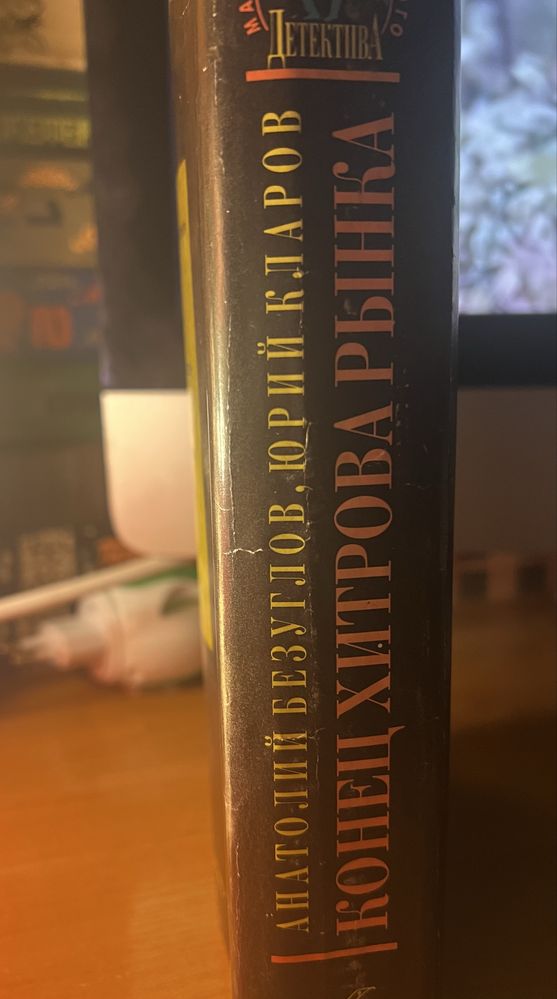 ДЕТЕКТИВА
АНАТОЛИЙ БЕЗУГЛОВ, ЮРИЙ КЛАРОВ
КОНЕЦ ХИТРОВА РЫНКА